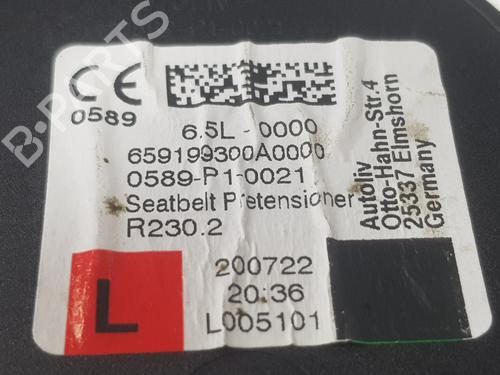 B-PARTS
CE
0589
6.5L-0000
659199300A0000
0589-P1-0021
Seatbelt Pretensioner
R230.2
200722
20:36
L005101
L
Autoliv
Otto-Hahn-Str.4
25337 Elmshorn
Germany